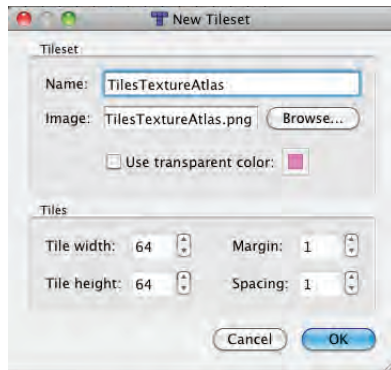 New Tileset
Tileset
Name: TilesTextureAtlas
Image: TilesTextureAtlas.png Browse...
Use transparent color:
Tiles
Tile width: 64 Margin: 1
Tile height: 64 Spacing: 1
Cancel OK